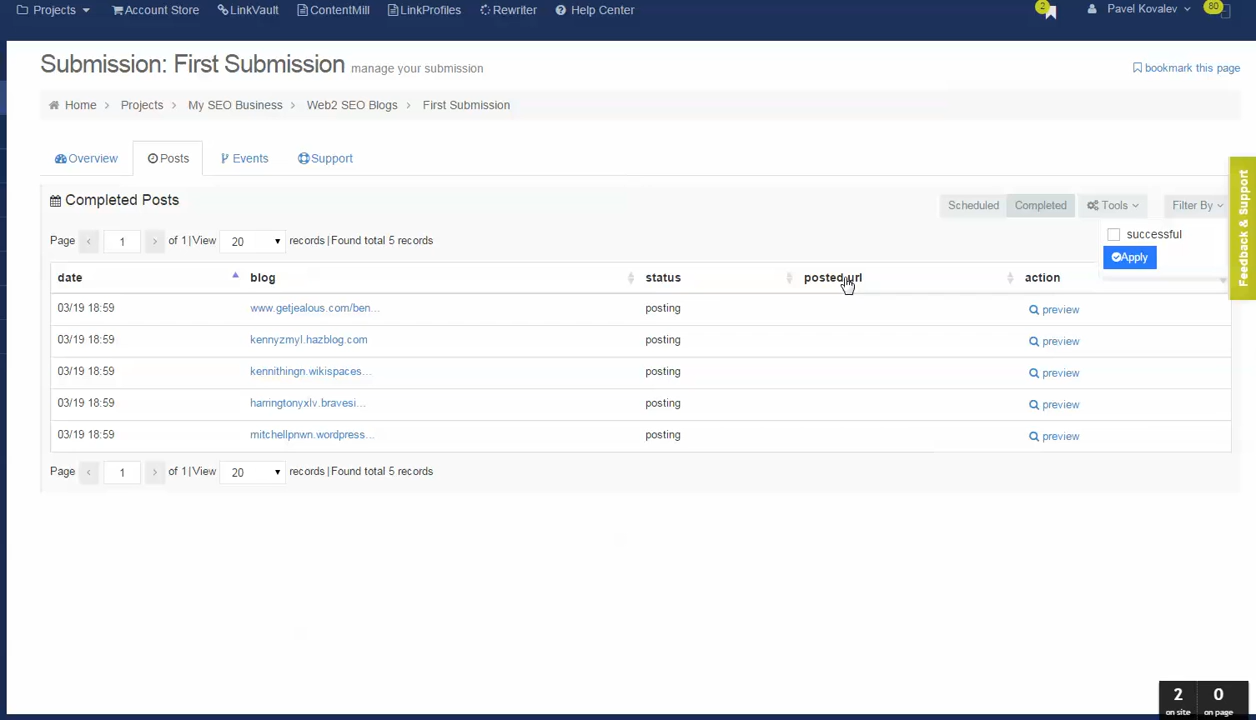 Projects Account Store LinkVault ContentMill LinkProfiles Rewriter Help Center 2 Pavel Kovalev 80
Submission: First Submission manage your submission
bookmark this page
Home > Projects > My SEO Business > Web2 SEO Blogs > First Submission
Overview Posts Events Support
Completed Posts
Scheduled Completed Tools Filter By
Page < 1 > of 1|View 20 records|Found total 5 records
successful
Apply
date blog status posted url action
03/19 18:59 www.getjealous.com/ben... posting preview
03/19 18:59 kennyzmyl.hazblog.com posting preview
03/19 18:59 kennithingn.wikispaces... posting preview
03/19 18:59 harringtonyxlv.bravesi... posting preview
03/19 18:59 mitchellpnwn.wordpress... posting preview
Page < 1 > of 1|View 20 records|Found total 5 records
Feedback & Support
2 0
on site on page